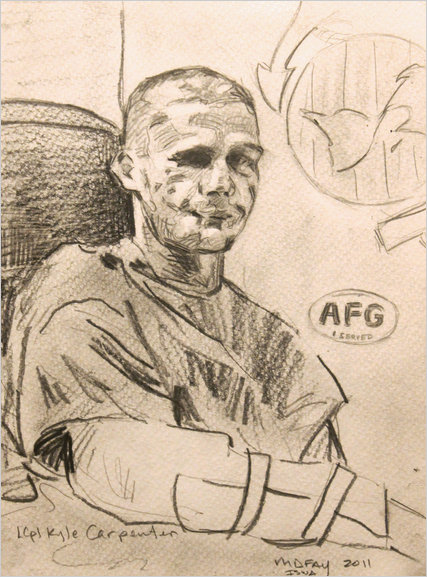 AFG
I SERVED
LCpl Kyle Carpenter
MDFAY 2011
ISWA